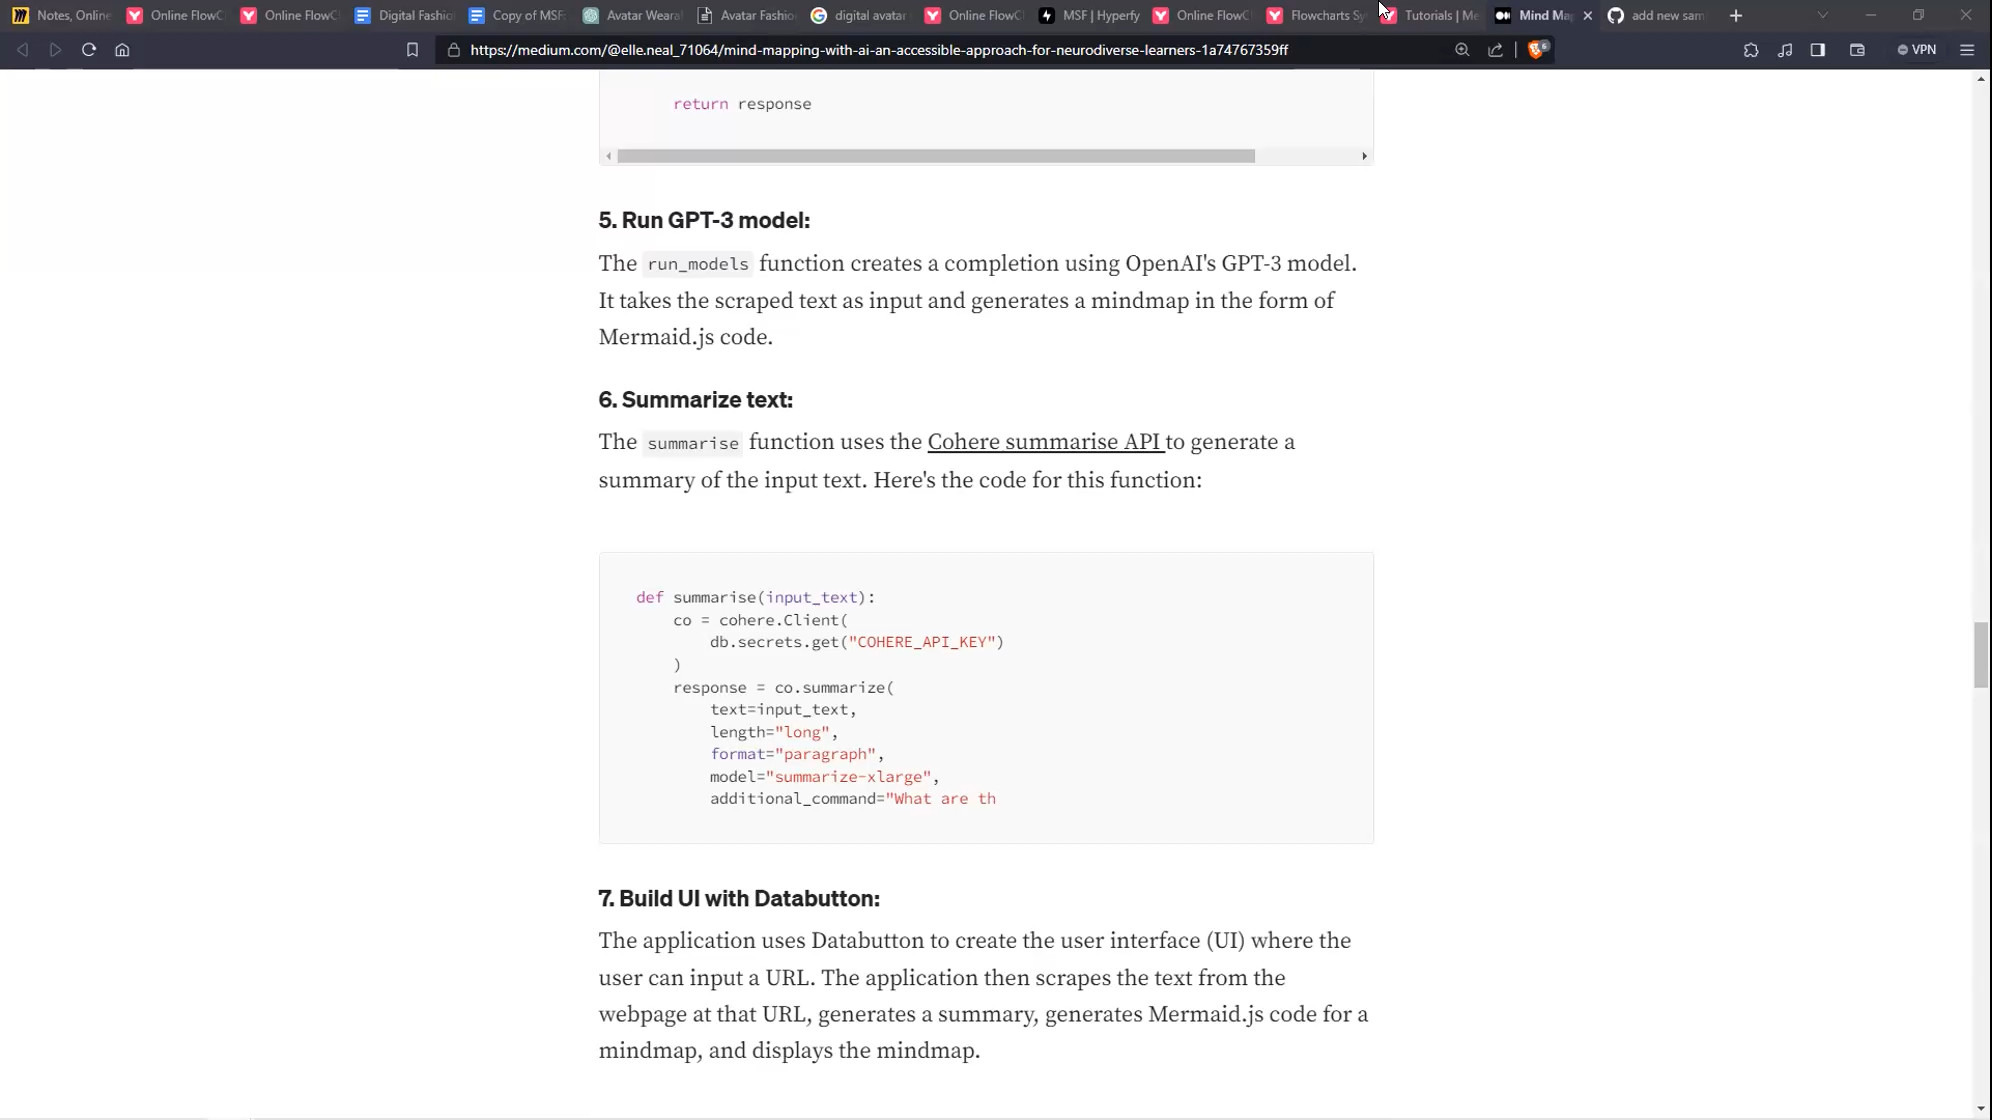 Notes, Online
Online FlowC
Online FlowC
Digital Fashio
Copy of MSF
Avatar Weara
Avatar Fashio
digital avatar
Online FlowC
MSF | Hyperfy
Online FlowC
Flowcharts Sy
Tutorials | Me
Mind Ma
add new sam
https://medium.com/@elle.neal_71064/mind-mapping-with-ai-an-accessible-approach-for-neurodiverse-learners-1a74767359ff
VPN
return response
5. Run GPT-3 model:
The run_models function creates a completion using OpenAI's GPT-3 model.
It takes the scraped text as input and generates a mindmap in the form of
Mermaid.js code.
6. Summarize text:
The summarise function uses the Cohere summarise API to generate a
summary of the input text. Here's the code for this function:
def summarise(input_text):
    co = cohere.Client(
        db.secrets.get("COHERE_API_KEY")
    )
    response = co.summarize(
        text=input_text,
        length="long",
        format="paragraph",
        model="summarize-xlarge",
        additional_command="What are th
7. Build UI with Databutton:
The application uses Databutton to create the user interface (UI) where the
user can input a URL. The application then scrapes the text from the
webpage at that URL, generates a summary, generates Mermaid.js code for a
mindmap, and displays the mindmap.